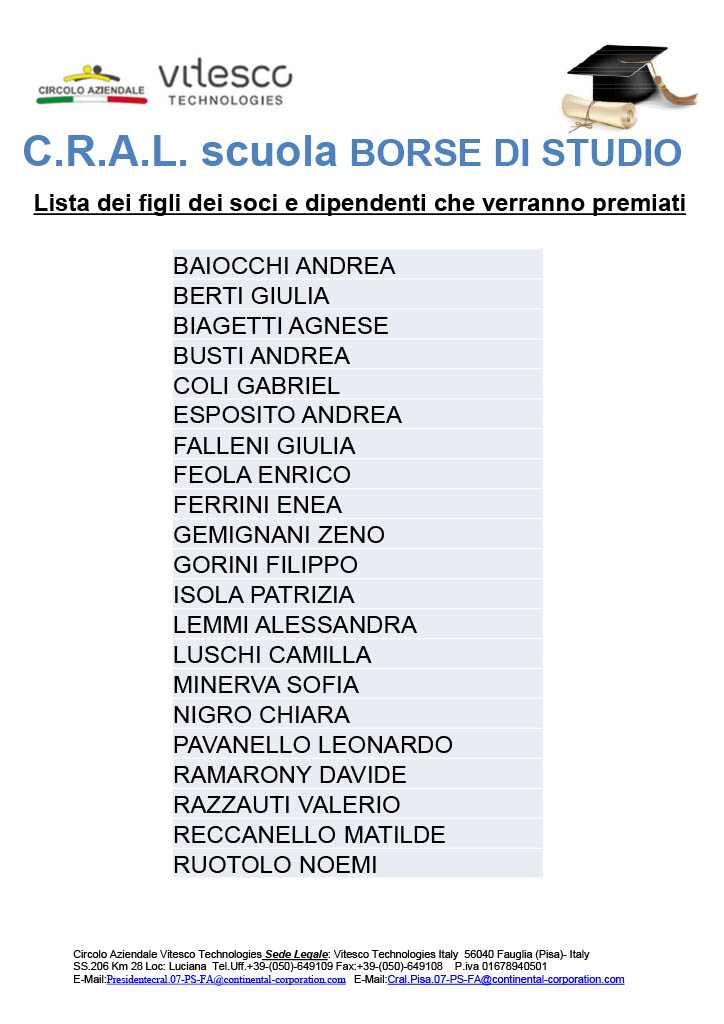 CIRCOLO AZIENDALE
vitesco
TECHNOLOGIES
C.R.A.L. scuola BORSE DI STUDIO
Lista dei figli dei soci e dipendenti che verranno premiati
BAIOCCHI ANDREA
BERTI GIULIA
BIAGETTI AGNESE
BUSTI ANDREA
COLI GABRIEL
ESPOSITO ANDREA
FALLENI GIULIA
FEOLA ENRICO
FERRINI ENEA
GEMIGNANI ZENO
GORINI FILIPPO
ISOLA PATRIZIA
LEMMI ALESSANDRA
LUSCHI CAMILLA
MINERVA SOFIA
NIGRO CHIARA
PAVANELLO LEONARDO
RAMARONY DAVIDE
RAZZAUTI VALERIO
RECCANELLO MATILDE
RUOTOLO NOEMI
Circolo Aziendale Vitesco Technologies Sede Legale: Vitesco Technologies Italy 56040 Fauglia (Pisa)- Italy
SS.206 Km 28 Loc: Luciana Tel.Uff.+39-(050)-649109 Fax:+39-(050)-649108 P.iva 01678940501
E-Mail:Presidentecral.07-PS-FA@continental-corporation.com E-Mail:Cral.Pisa.07-PS-FA@continental-corporation.com